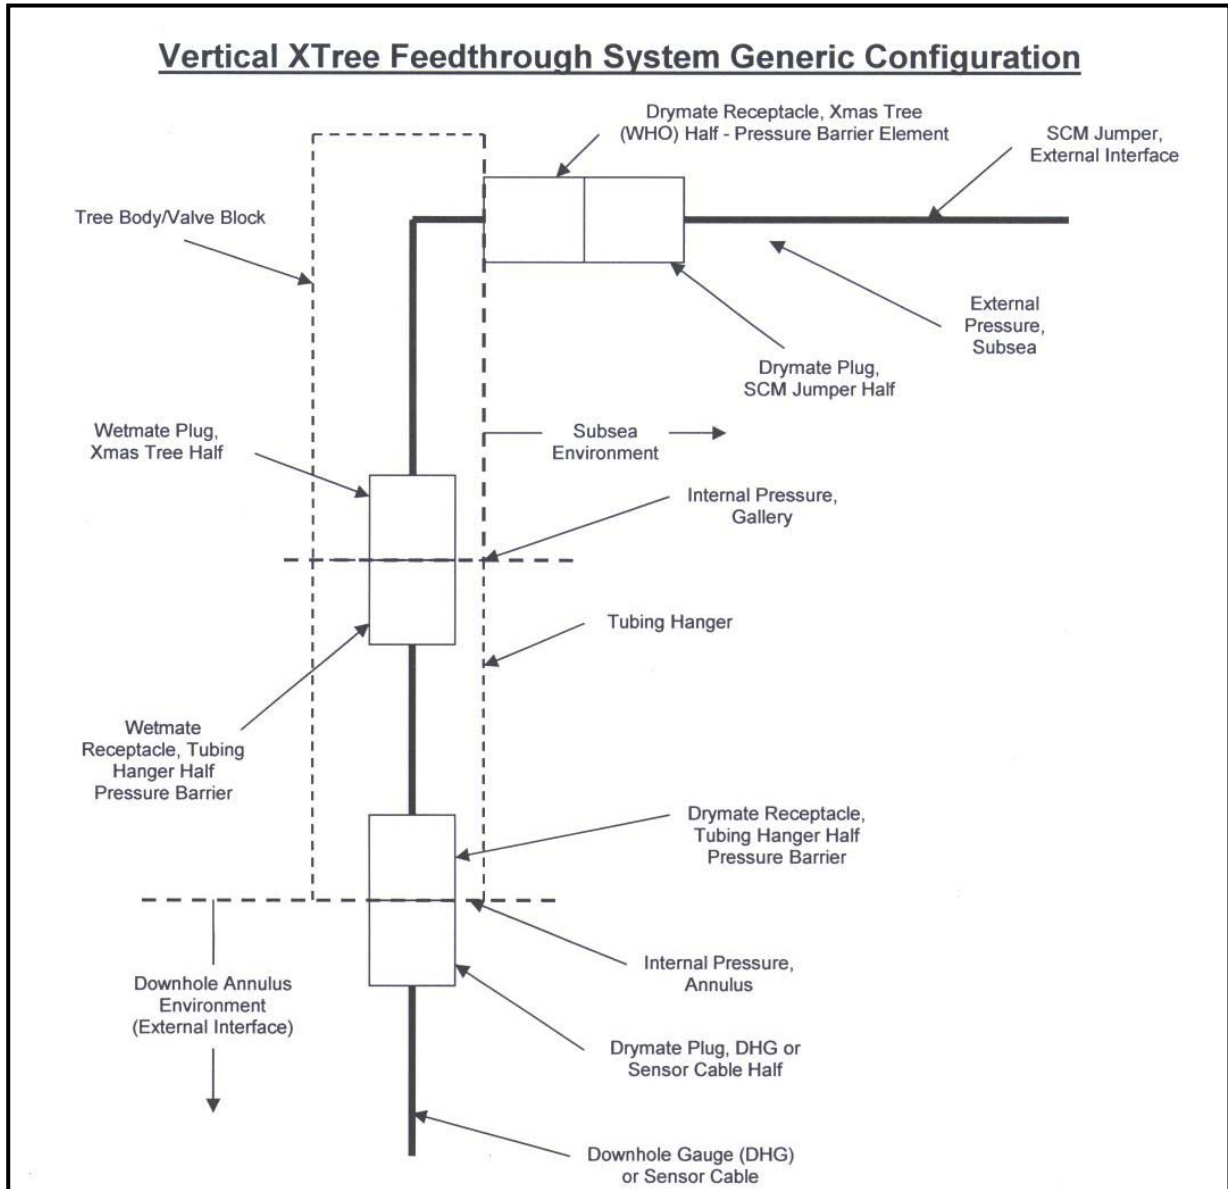 Vertical XTree Feedthrough System Generic Configuration
Drymate Receptacle, Xmas Tree
(WHO) Half - Pressure Barrier Element
SCM Jumper,
External Interface
Tree Body/Valve Block
External
Pressure,
Subsea
Drymate Plug,
SCM Jumper Half
Wetmate Plug,
Xmas Tree Half
Subsea
Environment
Internal Pressure,
Gallery
Tubing Hanger
Wetmate
Receptacle, Tubing
Hanger Half
Pressure Barrier
Drymate Receptacle,
Tubing Hanger Half
Pressure Barrier
Internal Pressure,
Annulus
Downhole Annulus
Environment
(External Interface)
Drymate Plug, DHG or
Sensor Cable Half
Downhole Gauge (DHG)
or Sensor Cable